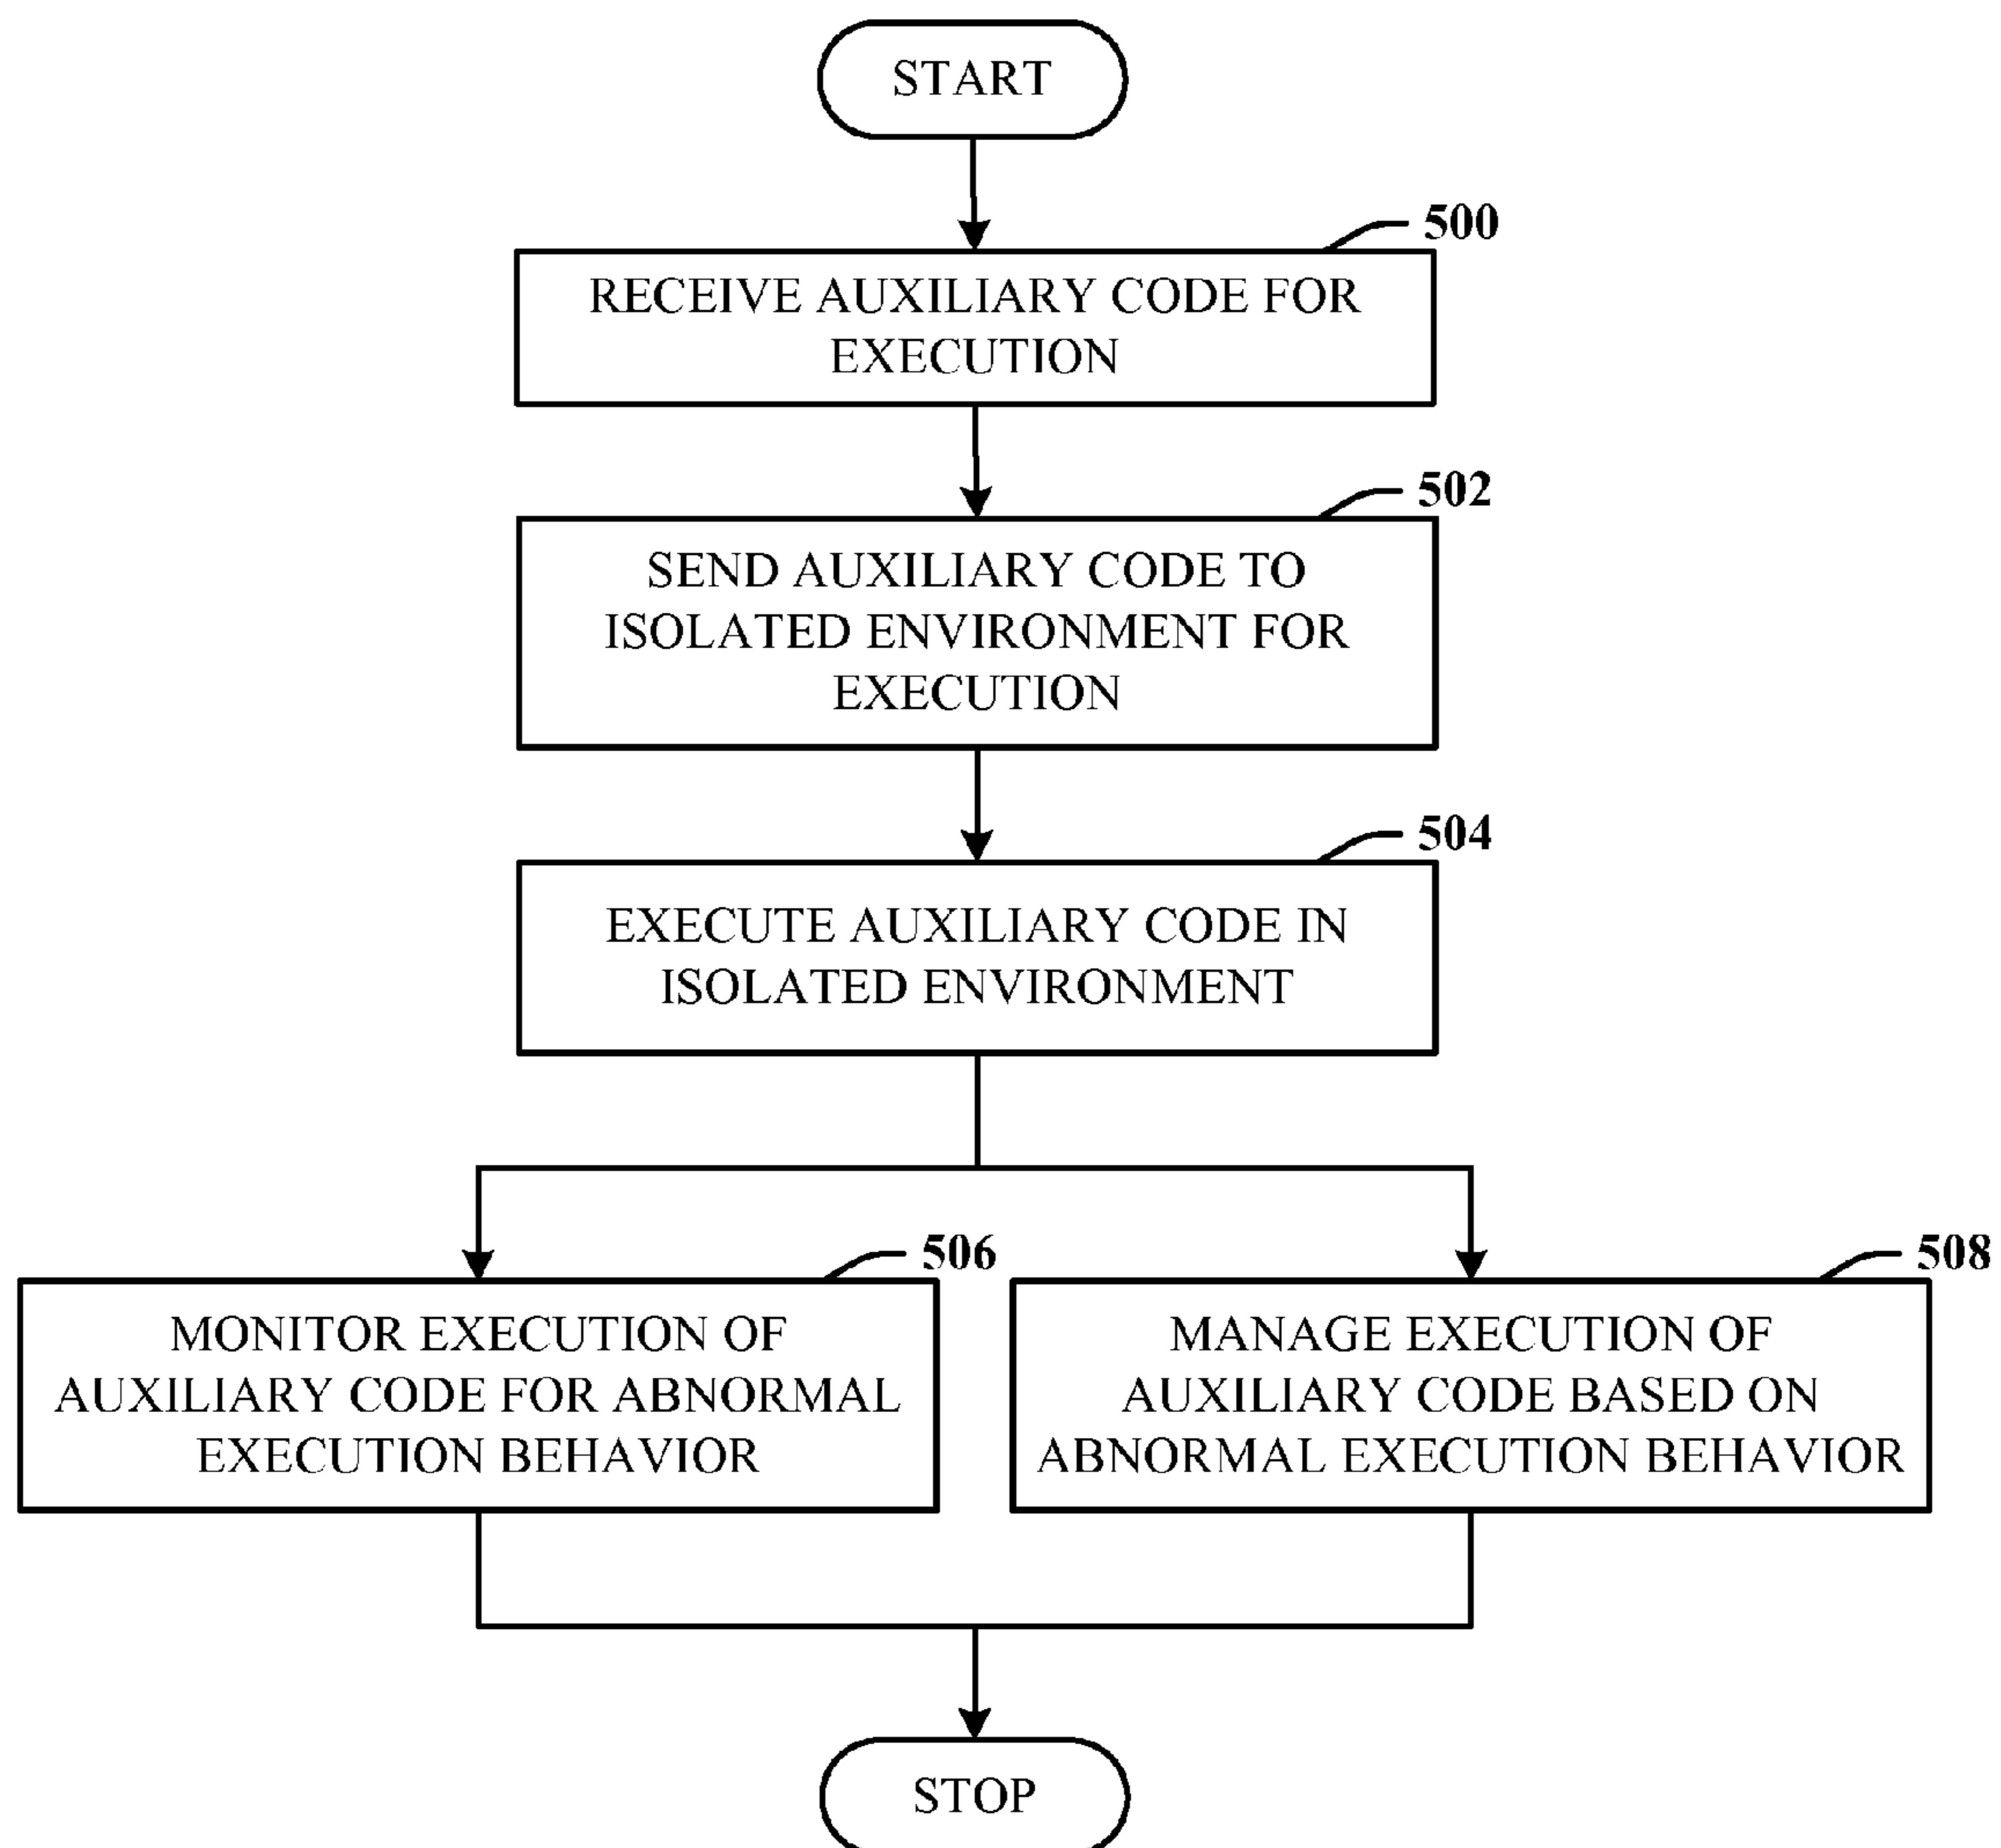 START
500
RECEIVE AUXILIARY CODE FOR
EXECUTION
502
SEND AUXILIARY CODE TO
ISOLATED ENVIRONMENT FOR
EXECUTION
504
EXECUTE AUXILIARY CODE IN
ISOLATED ENVIRONMENT
506
MONITOR EXECUTION OF
AUXILIARY CODE FOR ABNORMAL
EXECUTION BEHAVIOR
508
MANAGE EXECUTION OF
AUXILIARY CODE BASED ON
ABNORMAL EXECUTION BEHAVIOR
STOP